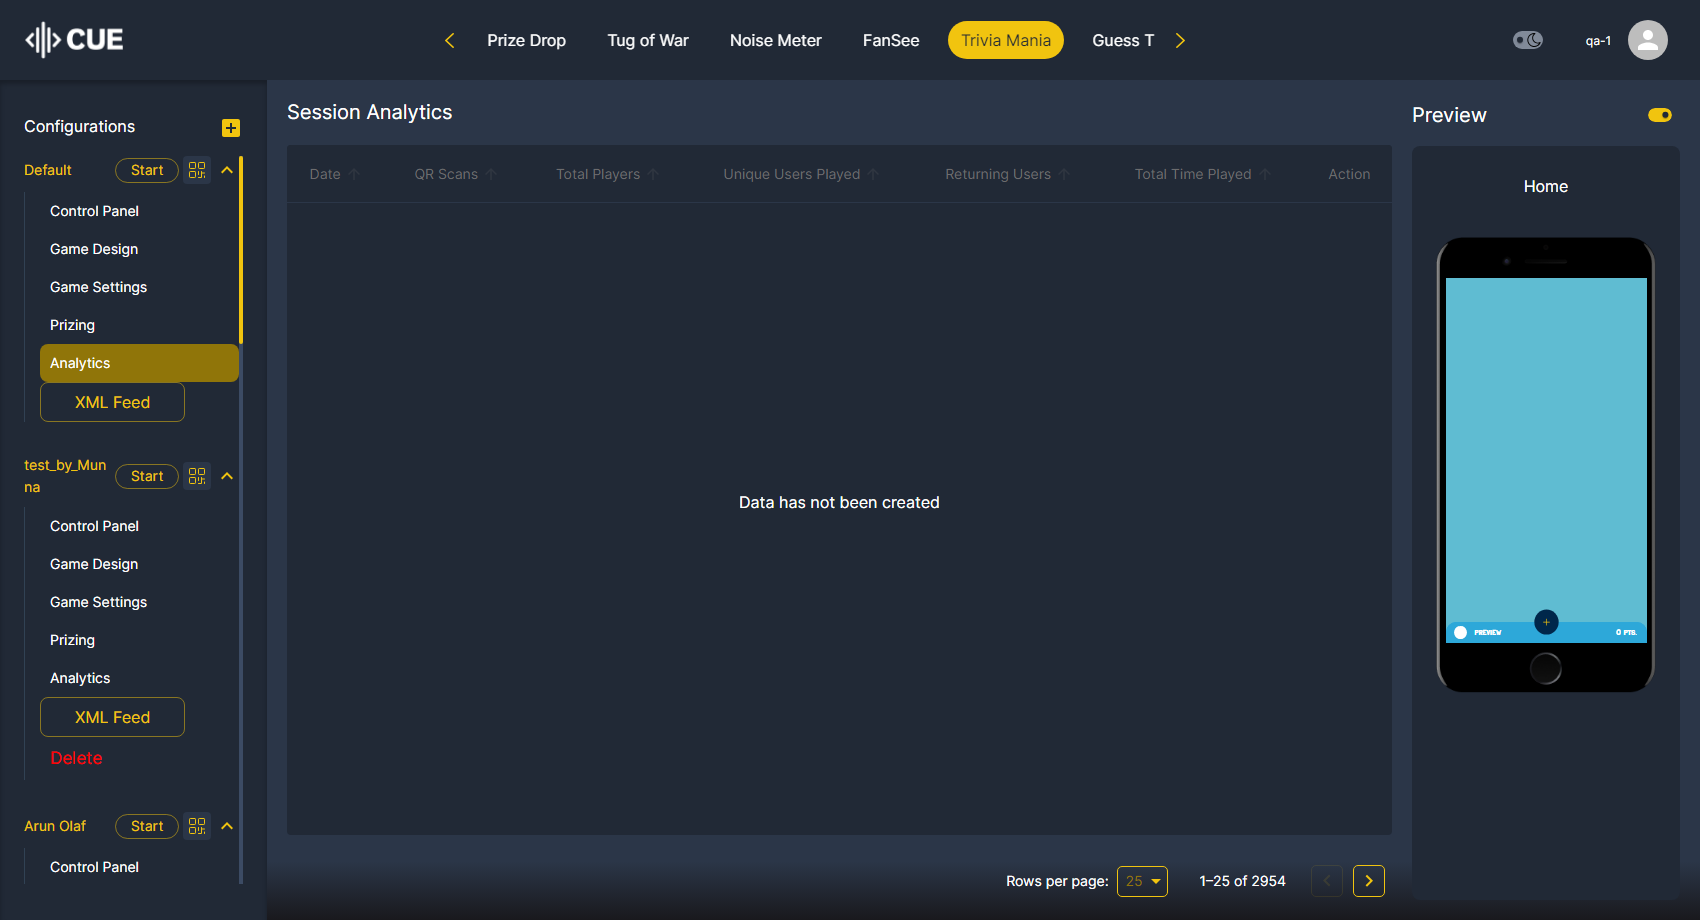 CUE
Prize Drop
Tug of War
Noise Meter
FanSee
Trivia Mania
Guess T
qa-1
Configurations
Default
Start
Control Panel
Game Design
Game Settings
Prizing
Analytics
XML Feed
test_by_Mun
na
Start
Control Panel
Game Design
Game Settings
Prizing
Analytics
XML Feed
Delete
Arun Olaf
Start
Control Panel
Session Analytics
Date
QR Scans
Total Players
Unique Users Played
Returning Users
Total Time Played
Action
Data has not been created
Rows per page:
25
1–25 of 2954
Preview
Home
PREVIEW
0 PTS.